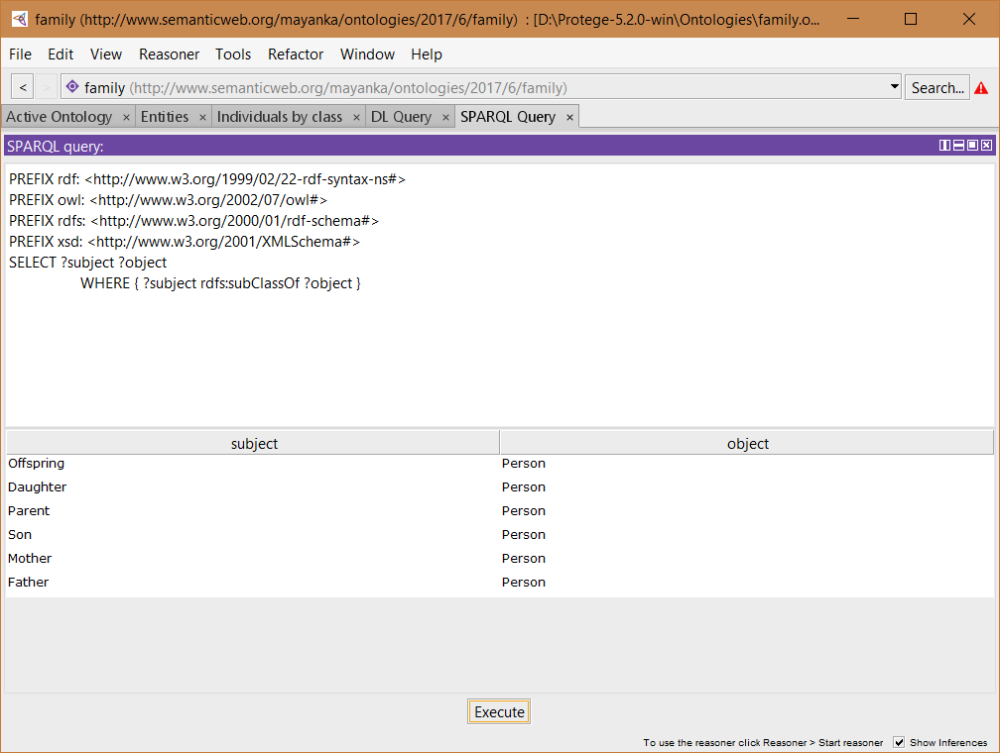 family (http://www.semanticweb.org/mayanka/ontologies/2017/6/family)  : [D:\Protege-5.2.0-win\Ontologies\family.o...
File Edit View Reasoner Tools Refactor Window Help
< > family (http://www.semanticweb.org/mayanka/ontologies/2017/6/family) Search...
Active Ontology × Entities × Individuals by class × DL Query × SPARQL Query ×
SPARQL query:
PREFIX rdf: <http://www.w3.org/1999/02/22-rdf-syntax-ns#>
PREFIX owl: <http://www.w3.org/2002/07/owl#>
PREFIX rdfs: <http://www.w3.org/2000/01/rdf-schema#>
PREFIX xsd: <http://www.w3.org/2001/XMLSchema#>
SELECT ?subject ?object
WHERE { ?subject rdfs:subClassOf ?object }
subject object
Offspring Person
Daughter Person
Parent Person
Son Person
Mother Person
Father Person
Execute
To use the reasoner click Reasoner > Start reasoner Show Inferences